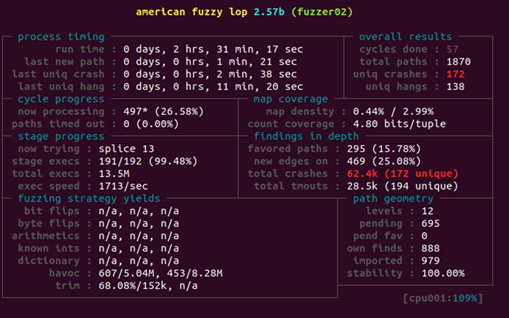 american fuzzy lop 2.57b (fuzzer02)
process timing
overall results
run time : 0 days, 2 hrs, 31 min, 17 sec
cycles done : 57
last new path : 0 days, 0 hrs, 1 min, 21 sec
total paths : 1870
last uniq crash : 0 days, 0 hrs, 2 min, 38 sec
uniq crashes : 172
last uniq hang : 0 days, 0 hrs, 11 min, 20 sec
uniq hangs : 138
cycle progress
map coverage
now processing : 497* (26.58%)
map density : 0.44% / 2.99%
paths timed out : 0 (0.00%)
count coverage : 4.80 bits/tuple
stage progress
findings in depth
now trying : splice 13
favored paths : 295 (15.78%)
stage execs : 191/192 (99.48%)
new edges on : 469 (25.08%)
total execs : 13.5M
total crashes : 62.4k (172 unique)
exec speed : 1713/sec
total tmouts : 28.5k (194 unique)
fuzzing strategy yields
path geometry
bit flips : n/a, n/a, n/a
levels : 12
byte flips : n/a, n/a, n/a
pending : 695
arithmetics : n/a, n/a, n/a
pend fav : 0
known ints : n/a, n/a, n/a
own finds : 888
dictionary : n/a, n/a, n/a
imported : 979
havoc : 607/5.04M, 453/8.28M
stability : 100.00%
trim : 68.08%/152k, n/a
[cpu001:109%]